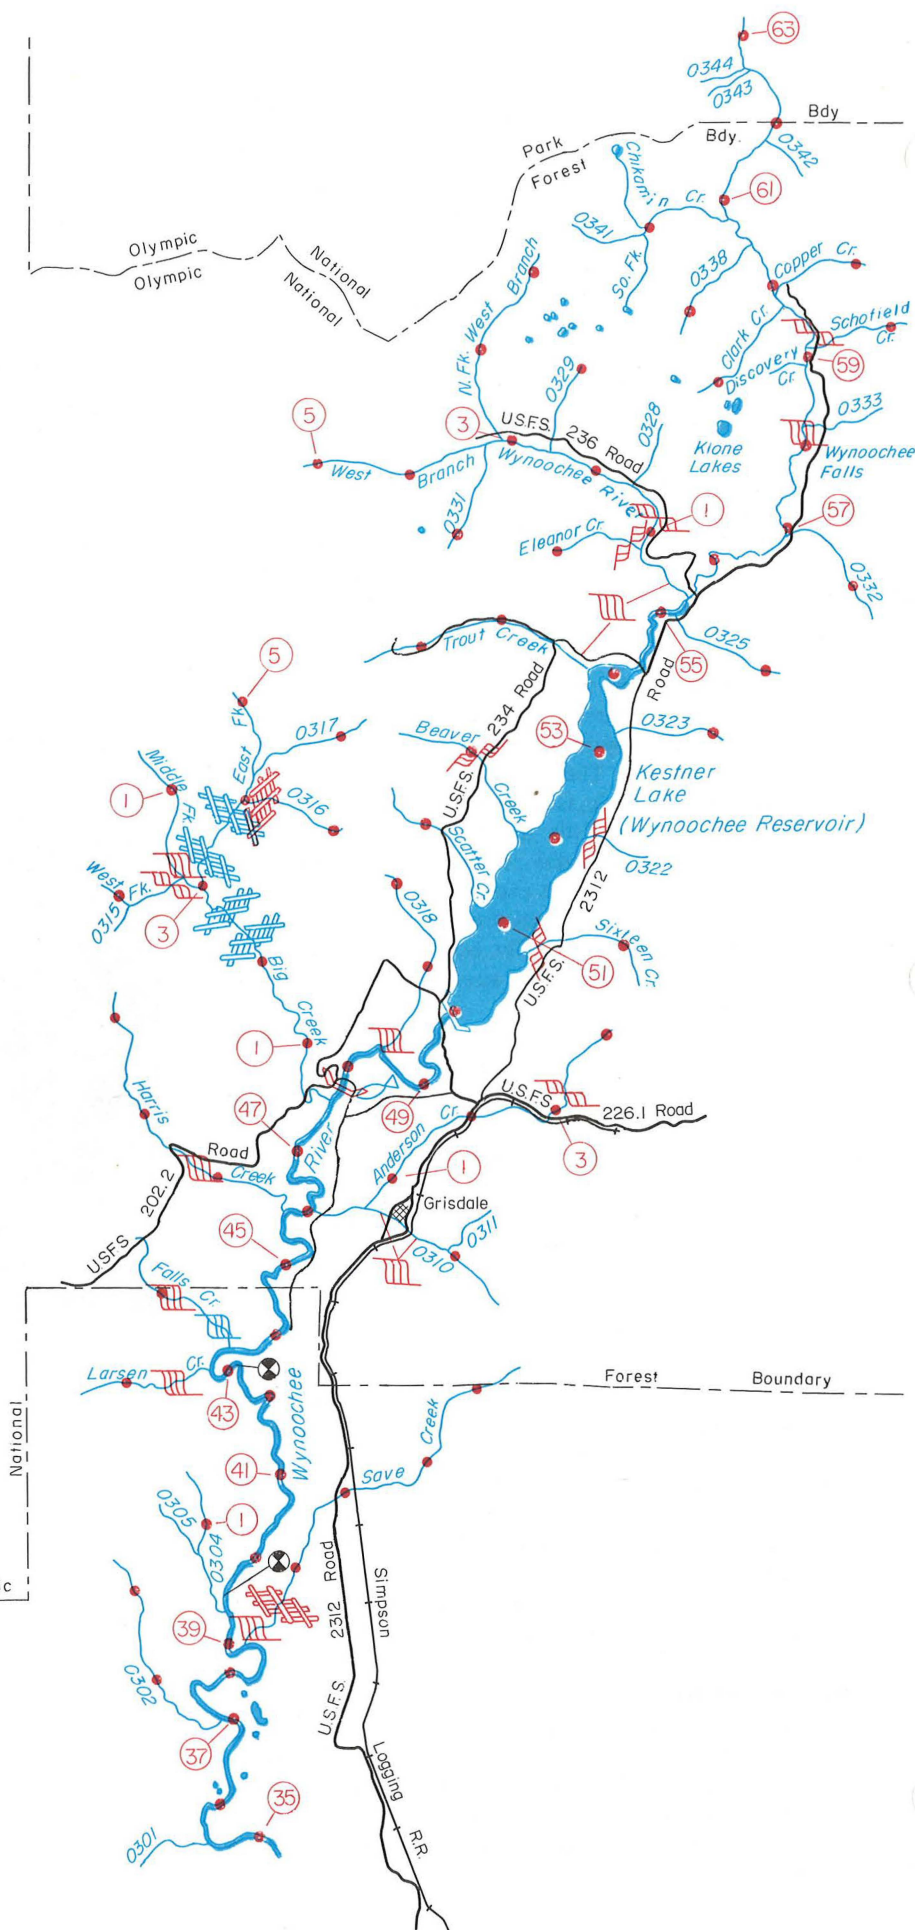 63
0344
0343
Bdy
Park
Bdy.
Forest
0342
Chikamin Cr.
61
0341
So. Fk.
0338
Copper Cr.
Olympic
National
Olympic
National
N. Fk. West Branch
Clark Cr.
Schofield Cr.
Discovery Cr.
59
0329
0333
5
3
U.S.F.S. 236 Road
0328
Kione
Lakes
Wynoochee
Falls
West Branch Wynoochee River
0331
1
57
Eleanor Cr.
0332
Trout Creek
0325
55
Road
5
234 Road
0323
East Fk
0317
Beaver
53
Middle Fk.
Kestner
Lake
(Wynoochee Reservoir)
1
0316
U.S.F.S.
Creek
Scatter Cr.
0322
West Fk.
0315
3
0318
2312
Sixteen Cr.
51
Big
U.S.F.S.
Creek
1
Harris
47
49
U.S.F.S
226.1 Road
River
Anderson Cr.
Road
1
3
Creek
202.2
Grisdale
45
0311
0310
USFS
Falls Cr.
Larsen Cr.
Forest Boundary
43
Wynoochee
National
Creek
41
Save
0305
1
0304
c
2312 Road
Simpson
39
0302
U.S.F.S.
37
Logging
35
0301
R.R.